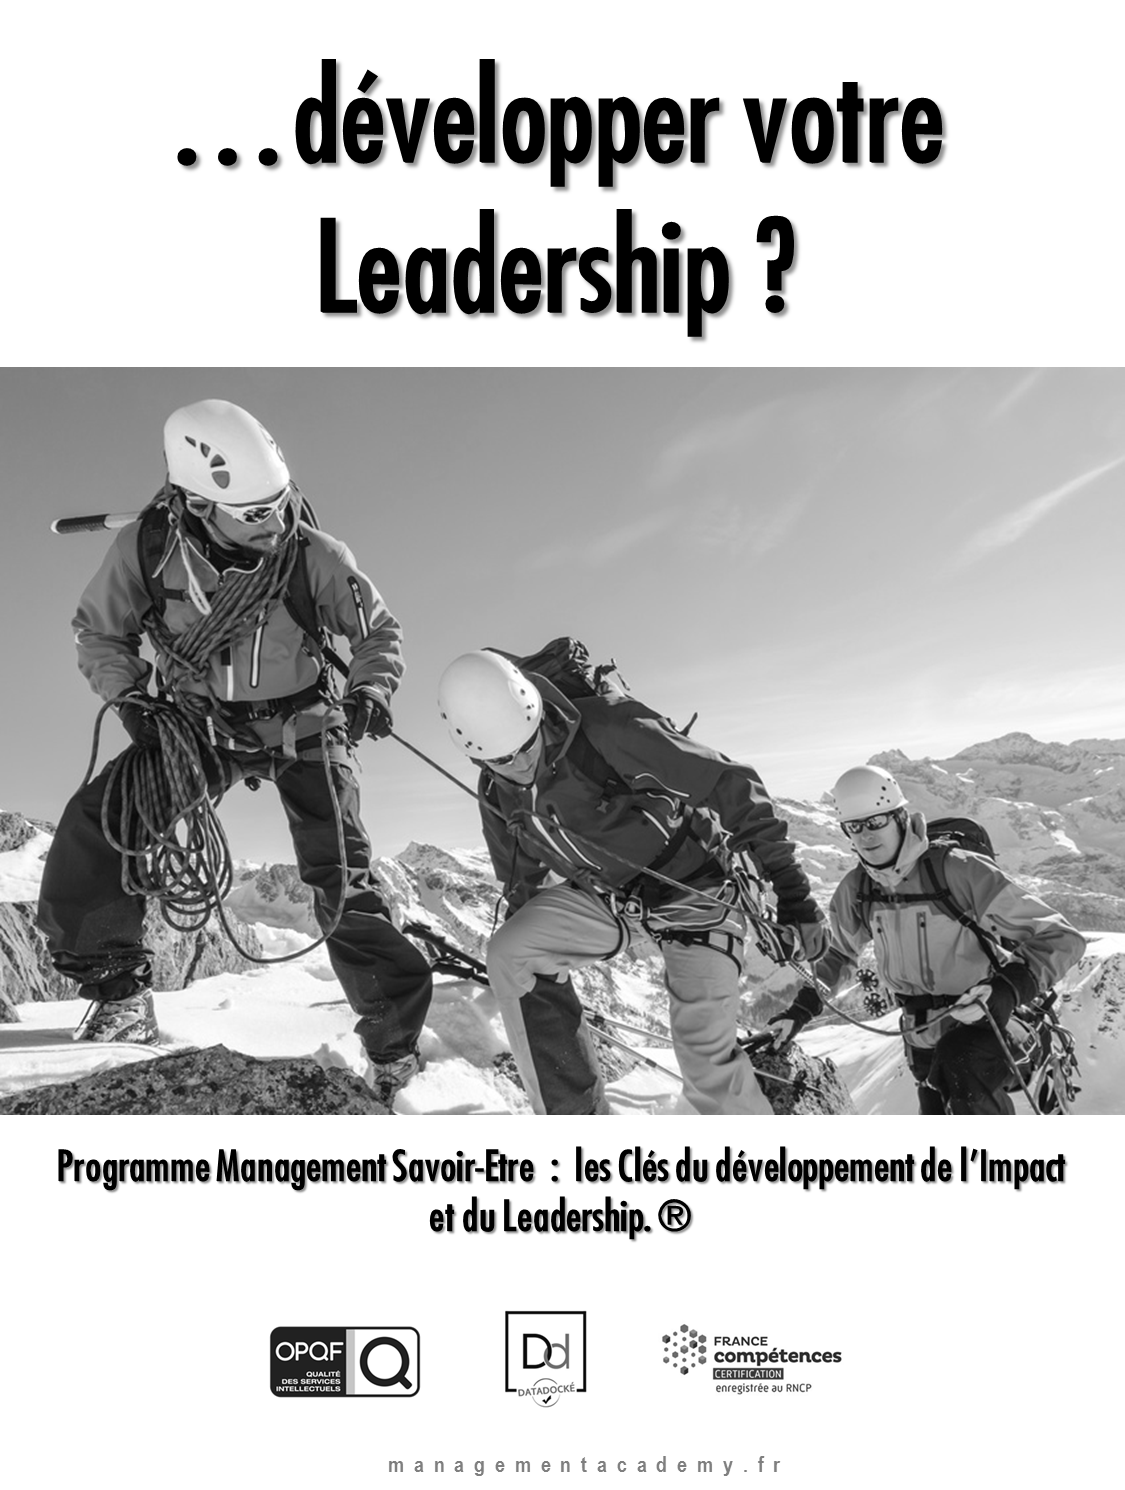 …développer votre
Leadership ?
Programme Management Savoir-Etre : les Clés du développement de l’Impact
et du Leadership. ®
OPQF
QUALITÉ
DES SERVICES
INTELLECTUELS
Q
Dd
DATADOCKÉ
FRANCE
compétences
CERTIFICATION
enregistrée au RNCP
managementacademy.fr